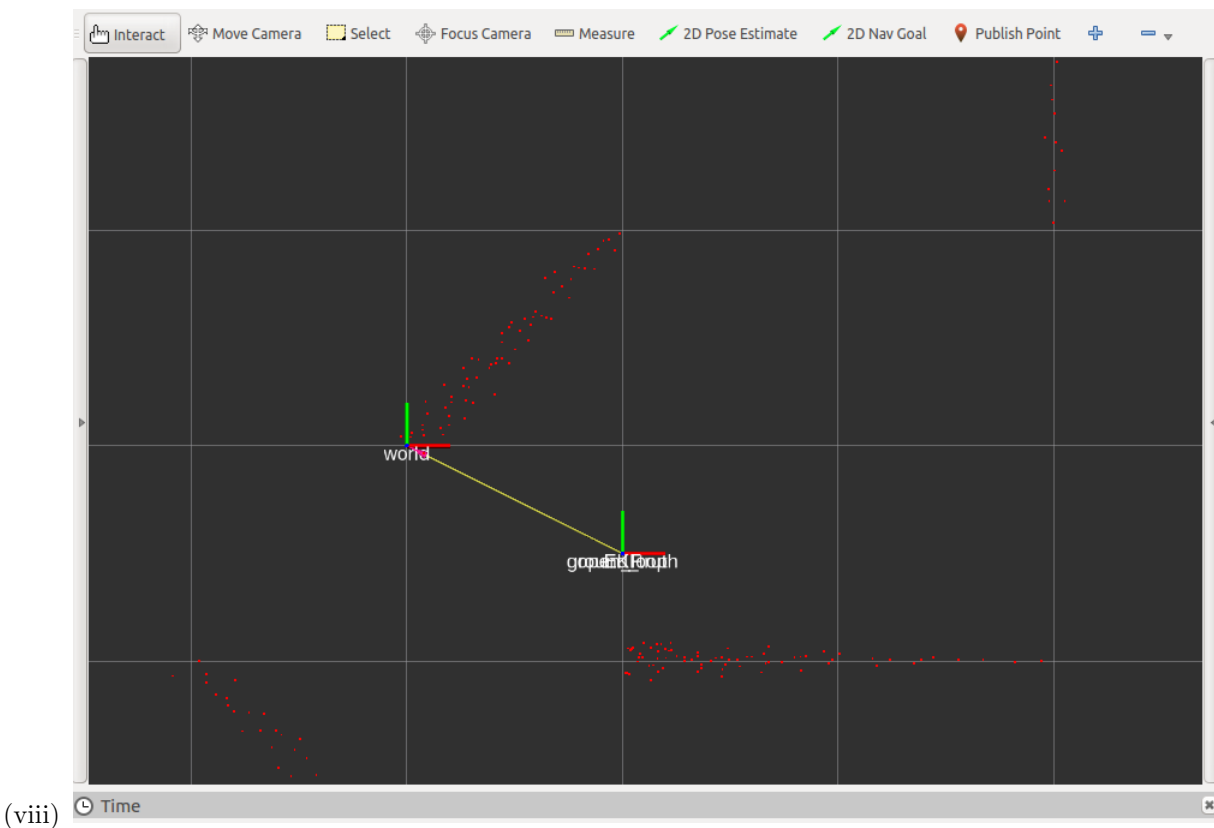 Interact Move Camera Select Focus Camera Measure 2D Pose Estimate 2D Nav Goal Publish Point
world
(viii) Time